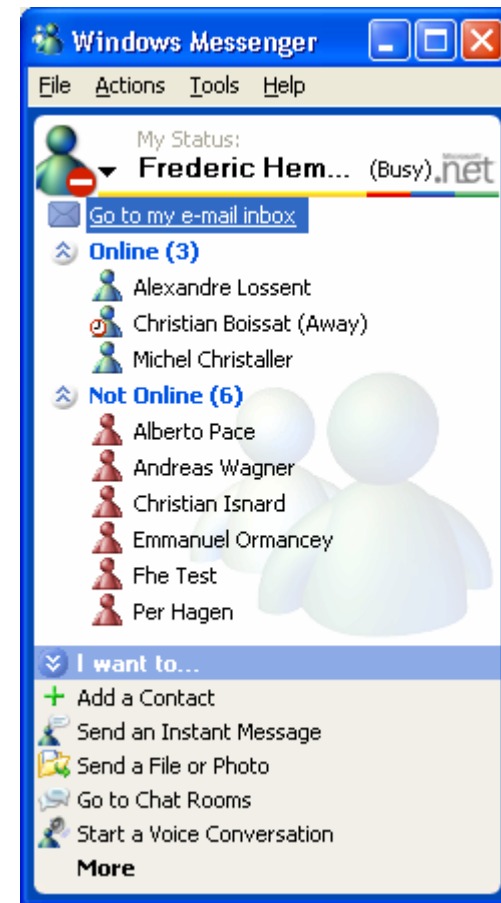 Windows Messenger
File Actions Tools Help
My Status:
Frederic Hem... (Busy)
Microsoft
.net
Go to my e-mail inbox
Online (3)
Alexandre Lossent
Christian Boissat (Away)
Michel Christaller
Not Online (6)
Alberto Pace
Andreas Wagner
Christian Isnard
Emmanuel Ormancey
Fhe Test
Per Hagen
I want to...
Add a Contact
Send an Instant Message
Send a File or Photo
Go to Chat Rooms
Start a Voice Conversation
More